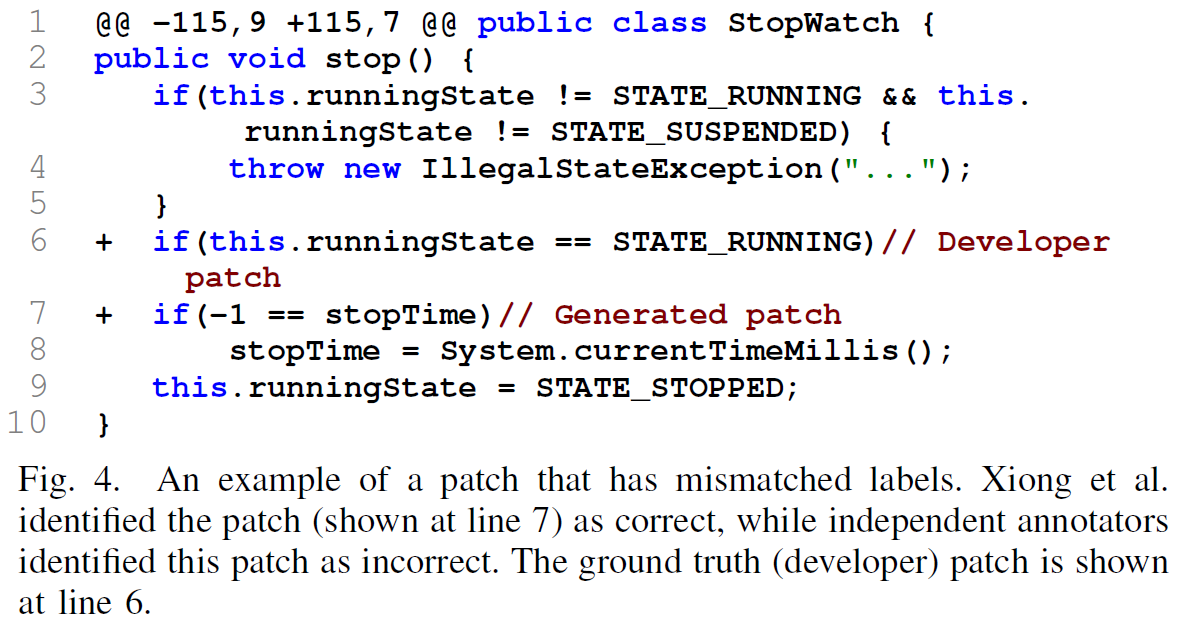 1 @@ -115,9 +115,7 @@ public class StopWatch {
2 public void stop() {
3 if(this.runningState != STATE_RUNNING && this.
runningState != STATE_SUSPENDED) {
4 throw new IllegalStateException("...");
5 }
6 + if(this.runningState == STATE_RUNNING)// Developer
patch
7 + if(-1 == stopTime)// Generated patch
8 stopTime = System.currentTimeMillis();
9 this.runningState = STATE_STOPPED;
10 }
Fig. 4. An example of a patch that has mismatched labels. Xiong et al.
identified the patch (shown at line 7) as correct, while independent annotators
identified this patch as incorrect. The ground truth (developer) patch is shown
at line 6.